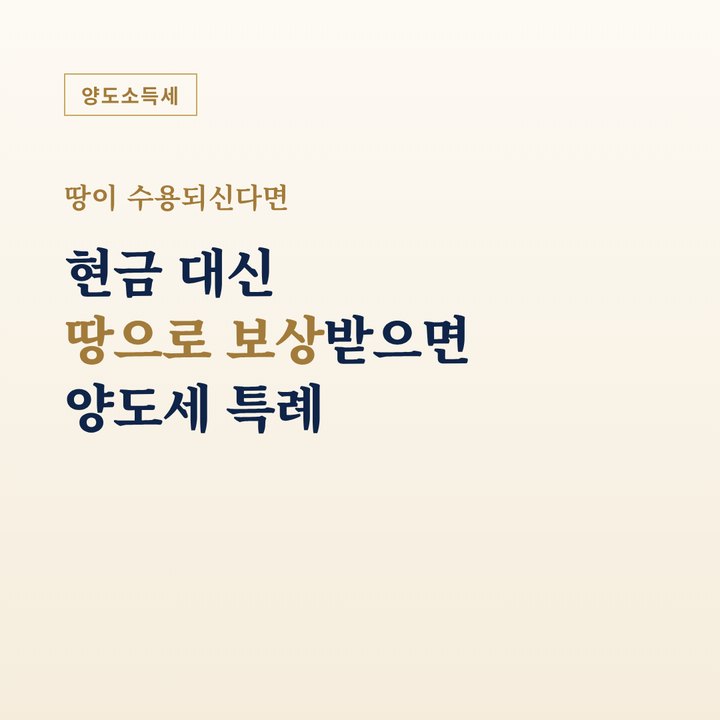 양도소득세
땅이 수용되신다면
현금 대신
땅으로 보상받으면
양도세 특례